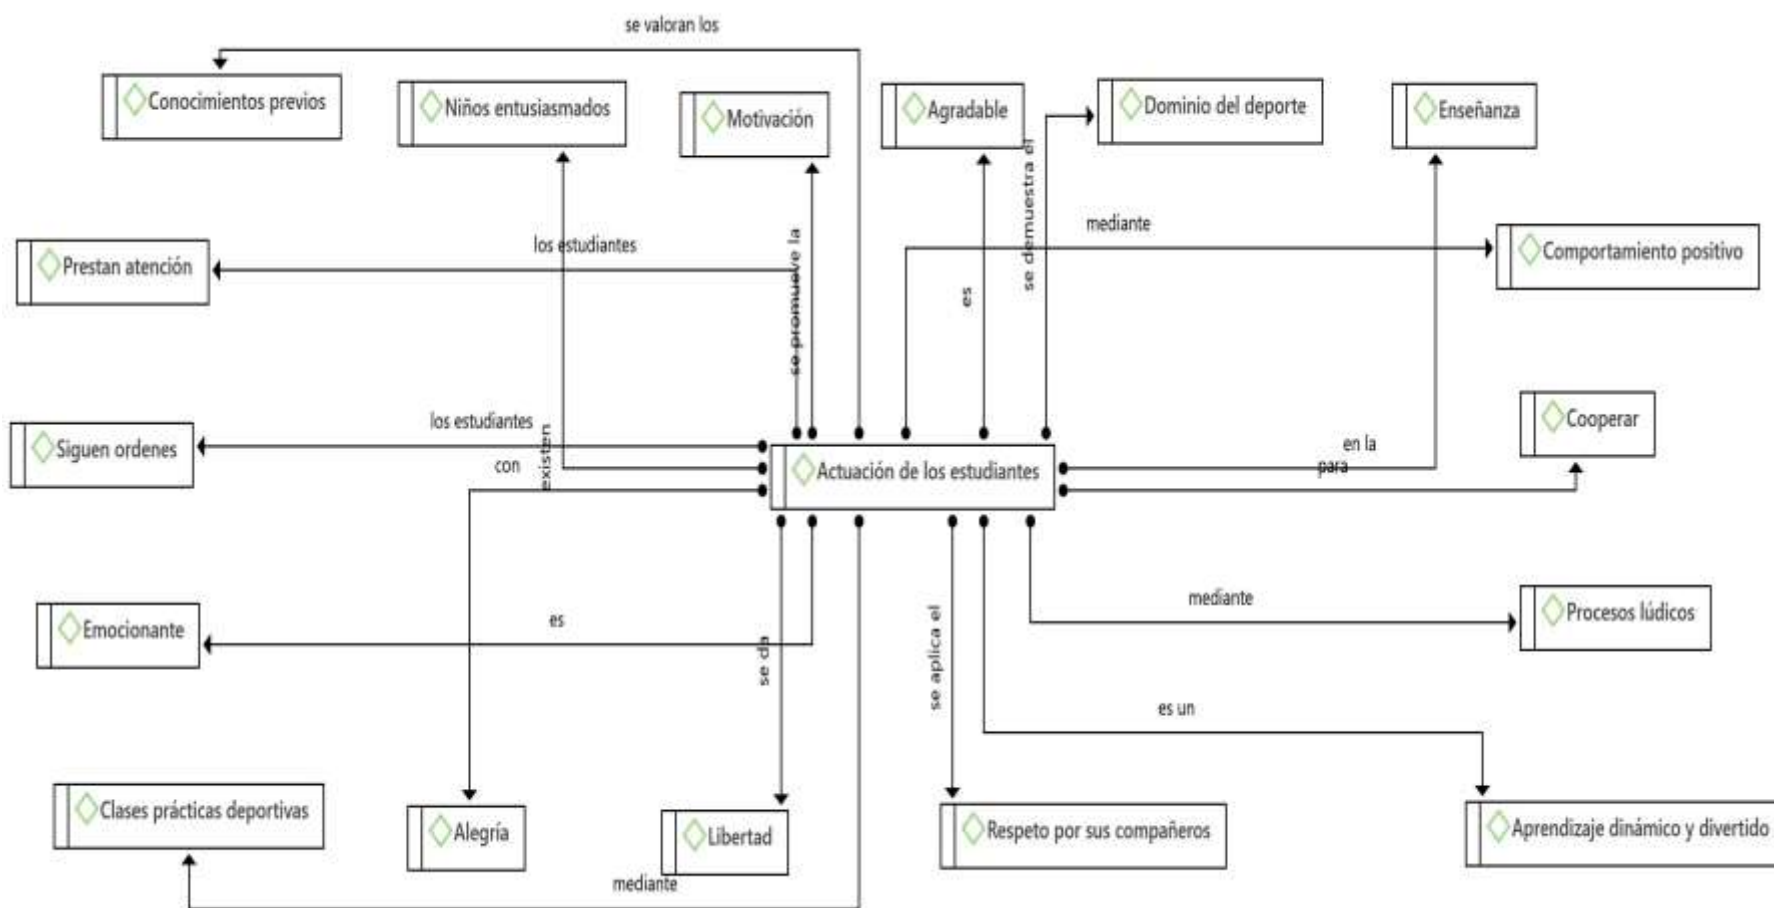 se valoran los
Conocimientos previos
Niños entusiasmados
Motivación
Agradable
Dominio del deporte
Enseñanza
se demuestra el
mediante
los estudiantes
se promueve la
es
Prestan atención
Comportamiento positivo
Cooperar
los estudiantes
Siguen ordenes
con
existen
Actuación de los estudiantes
en la
para
Emocionante
es
se da
se aplica el
mediante
Procesos lúdicos
es un
Clases prácticas deportivas
Alegría
Libertad
Respeto por sus compañeros
Aprendizaje dinámico y divertido
mediante